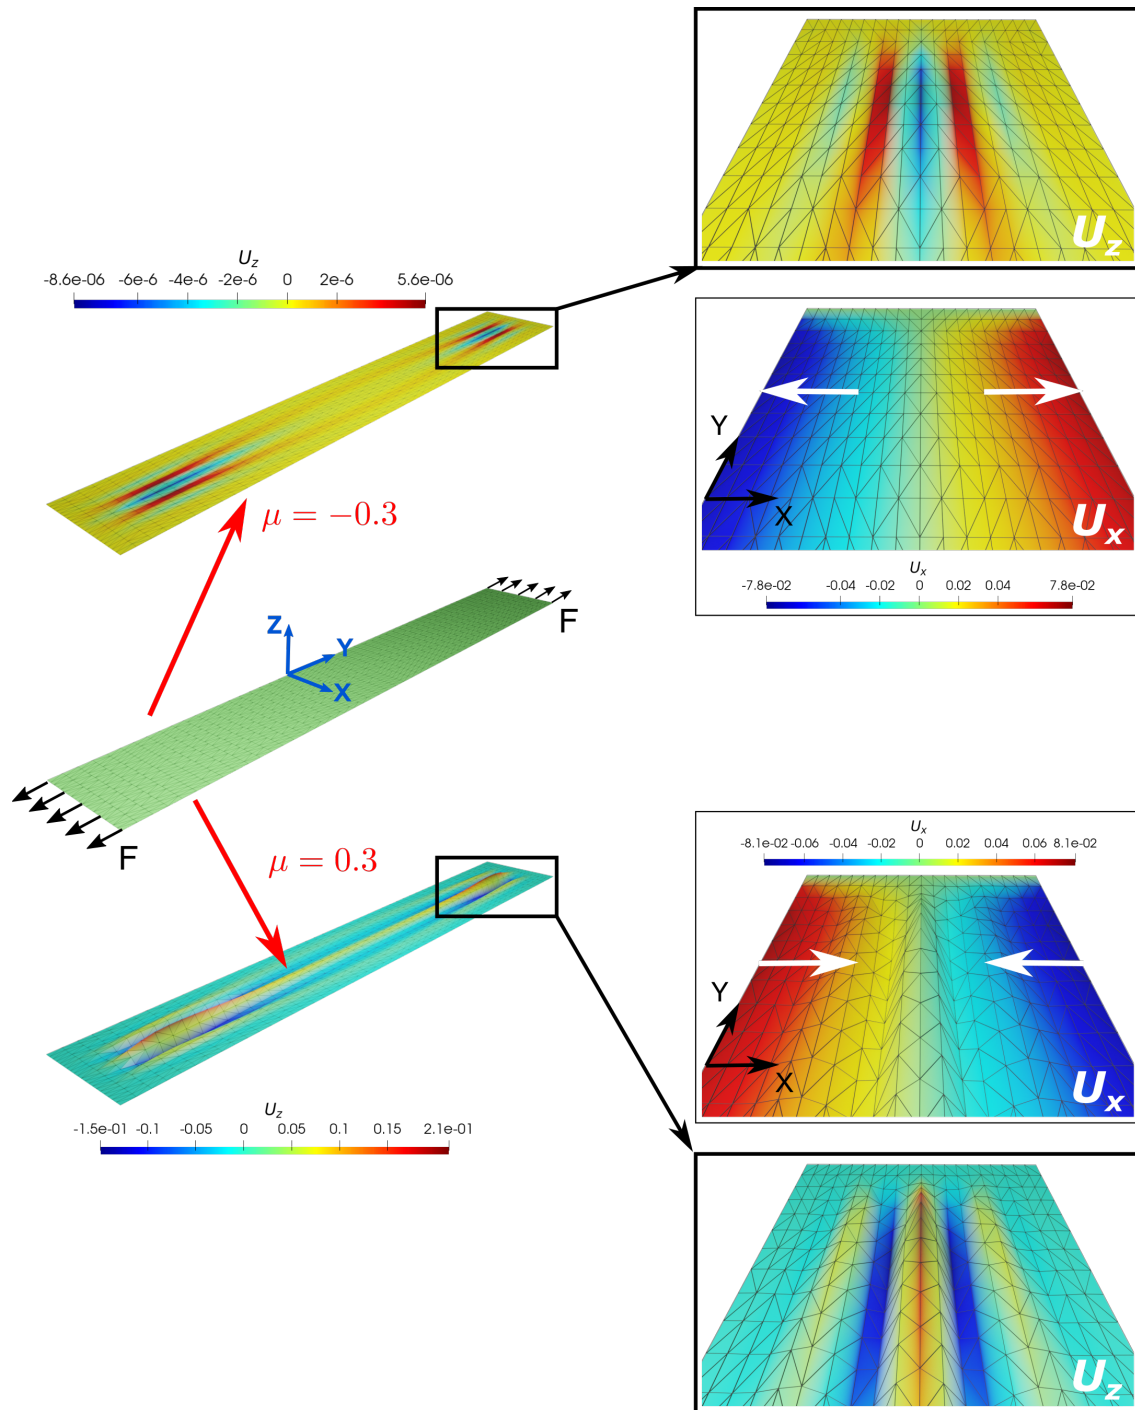 U_z
U_z
-8.6e-06 -6e-6 -4e-6 -2e-6 0 2e-6 5.6e-06
Y
X
U_x
U_x
-7.8e-02 -0.04 -0.02 0 0.02 0.04 7.8e-02
μ = −0.3
Z
Y
X
F
F
μ = 0.3
U_x
-8.1e-02 -0.06 -0.04 -0.02 0 0.02 0.04 0.06 8.1e-02
Y
X
U_x
U_z
-1.5e-01 -0.1 -0.05 0 0.05 0.1 0.15 2.1e-01
U_z